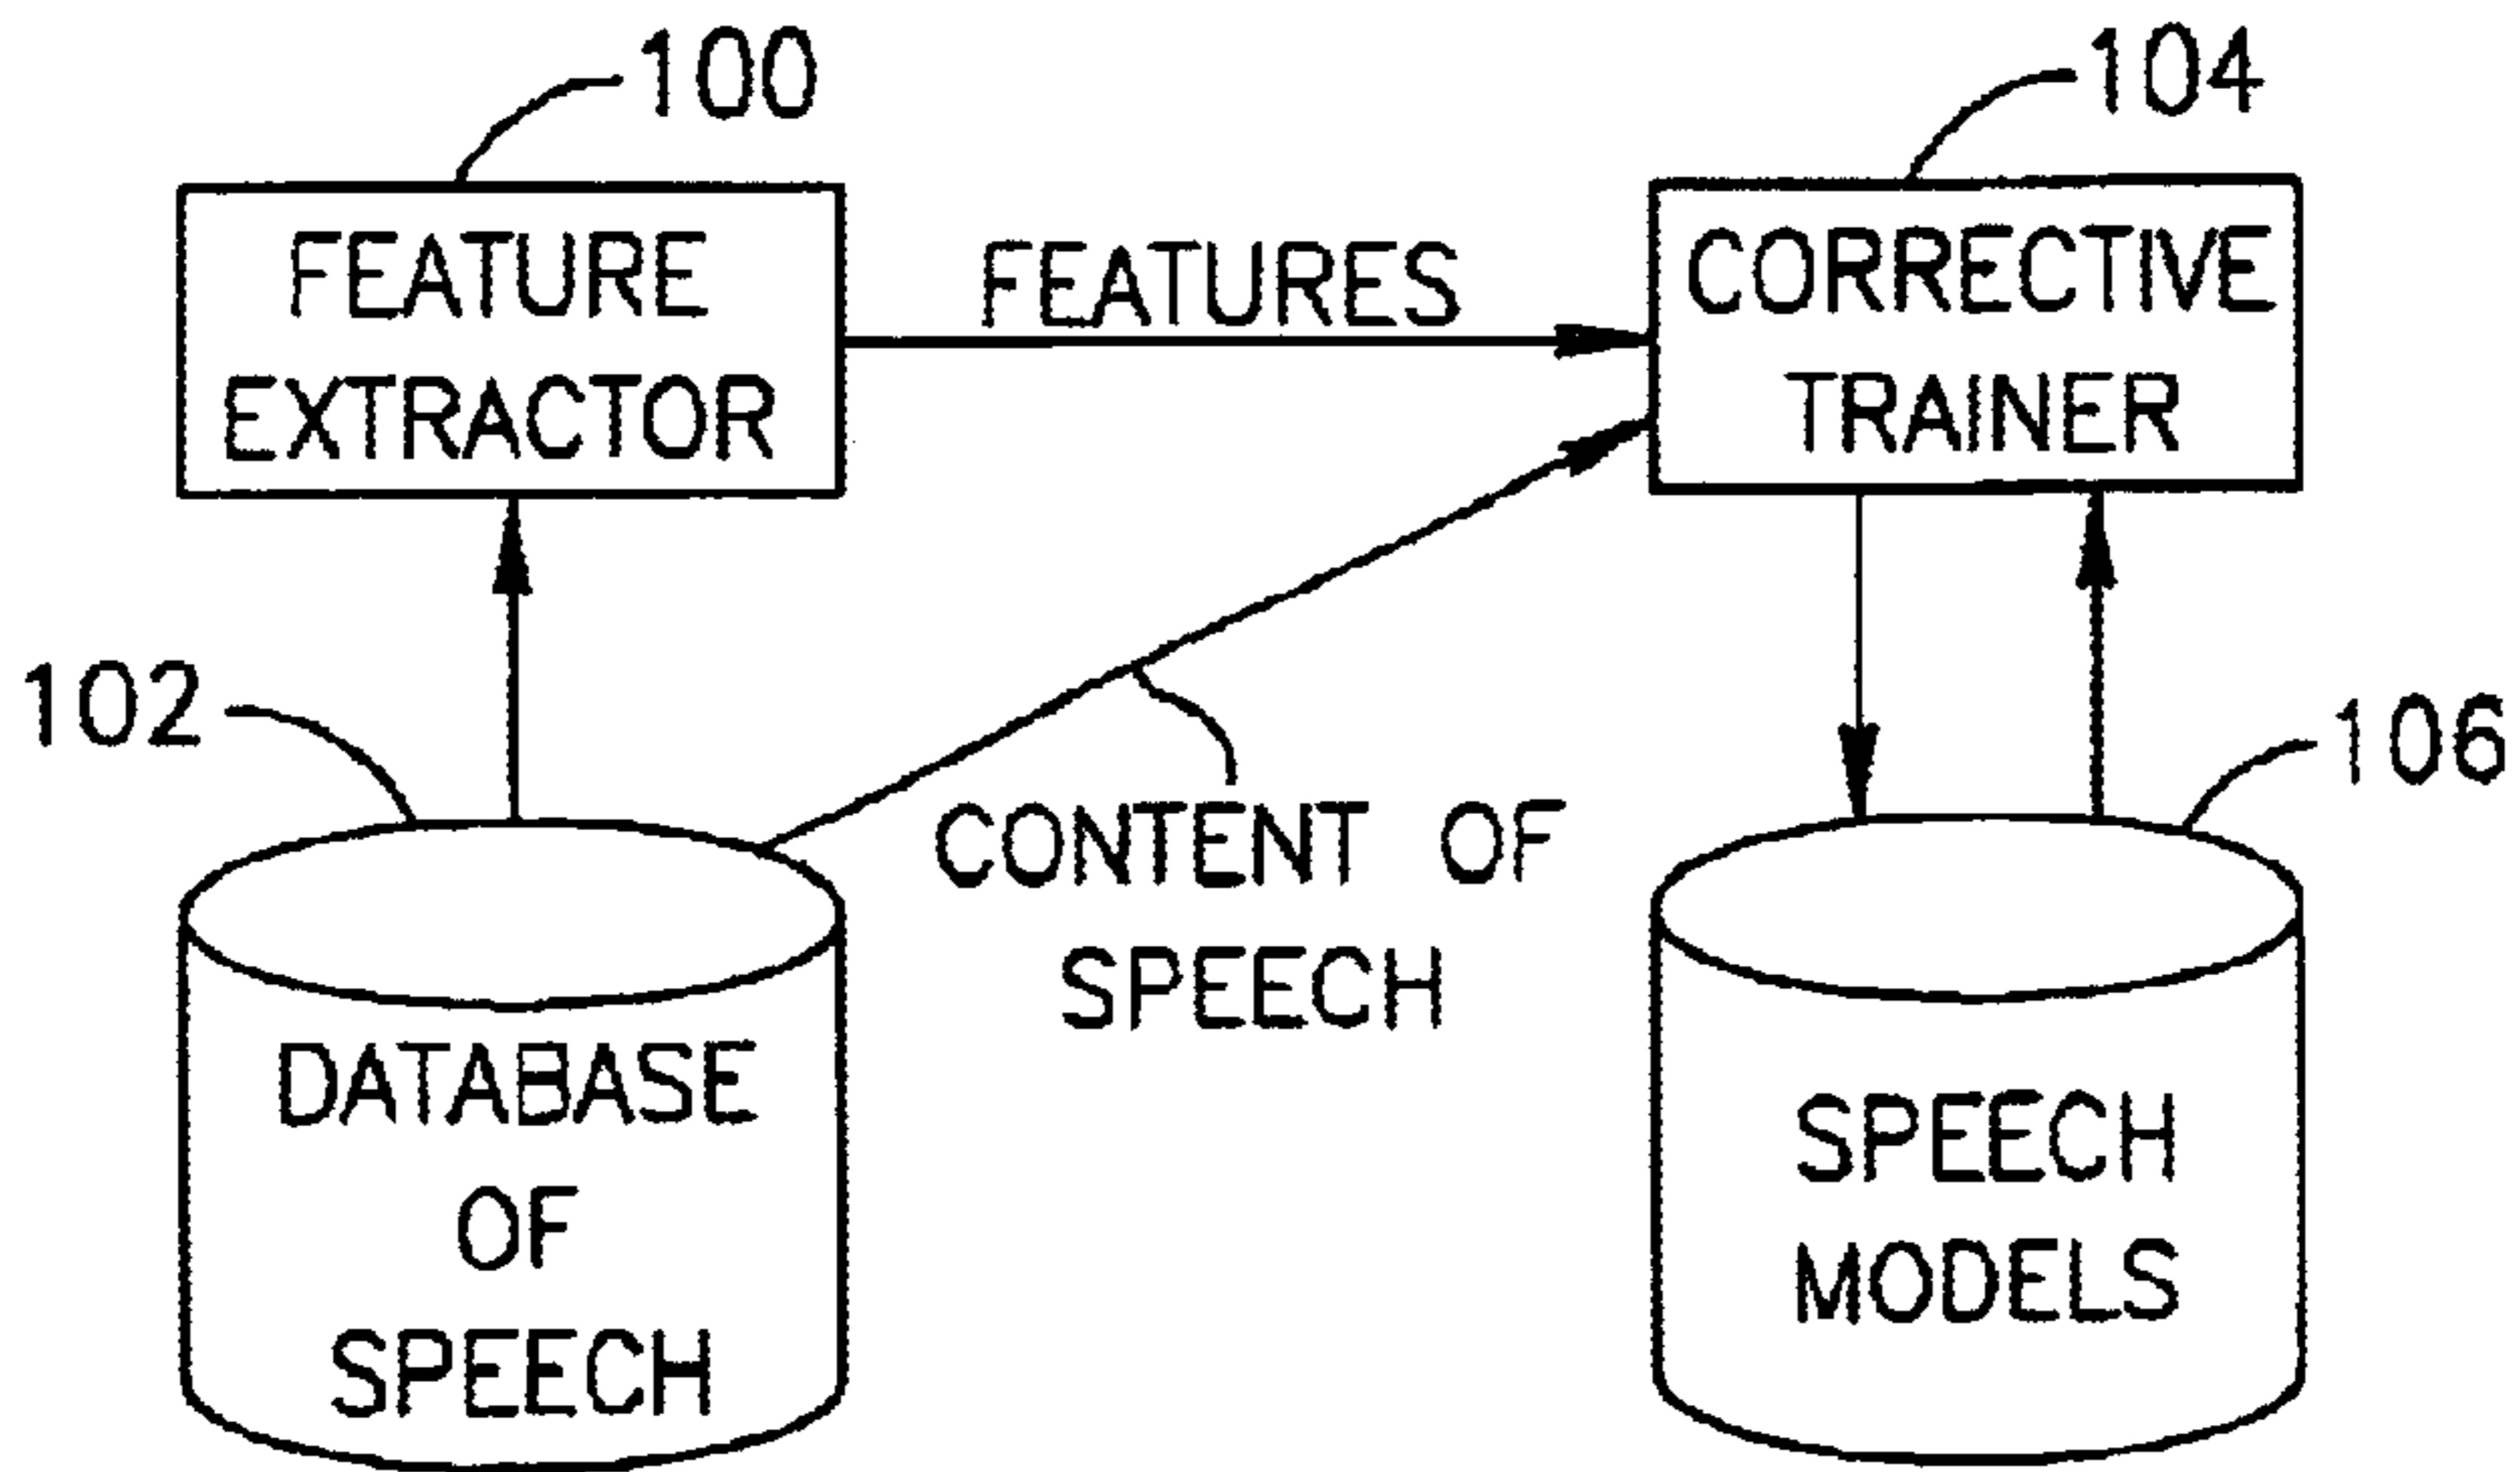 100
104
FEATURE
EXTRACTOR
FEATURES
CORRECTIVE
TRAINER
102
106
CONTENT OF
SPEECH
DATABASE
OF
SPEECH
SPEECH
MODELS